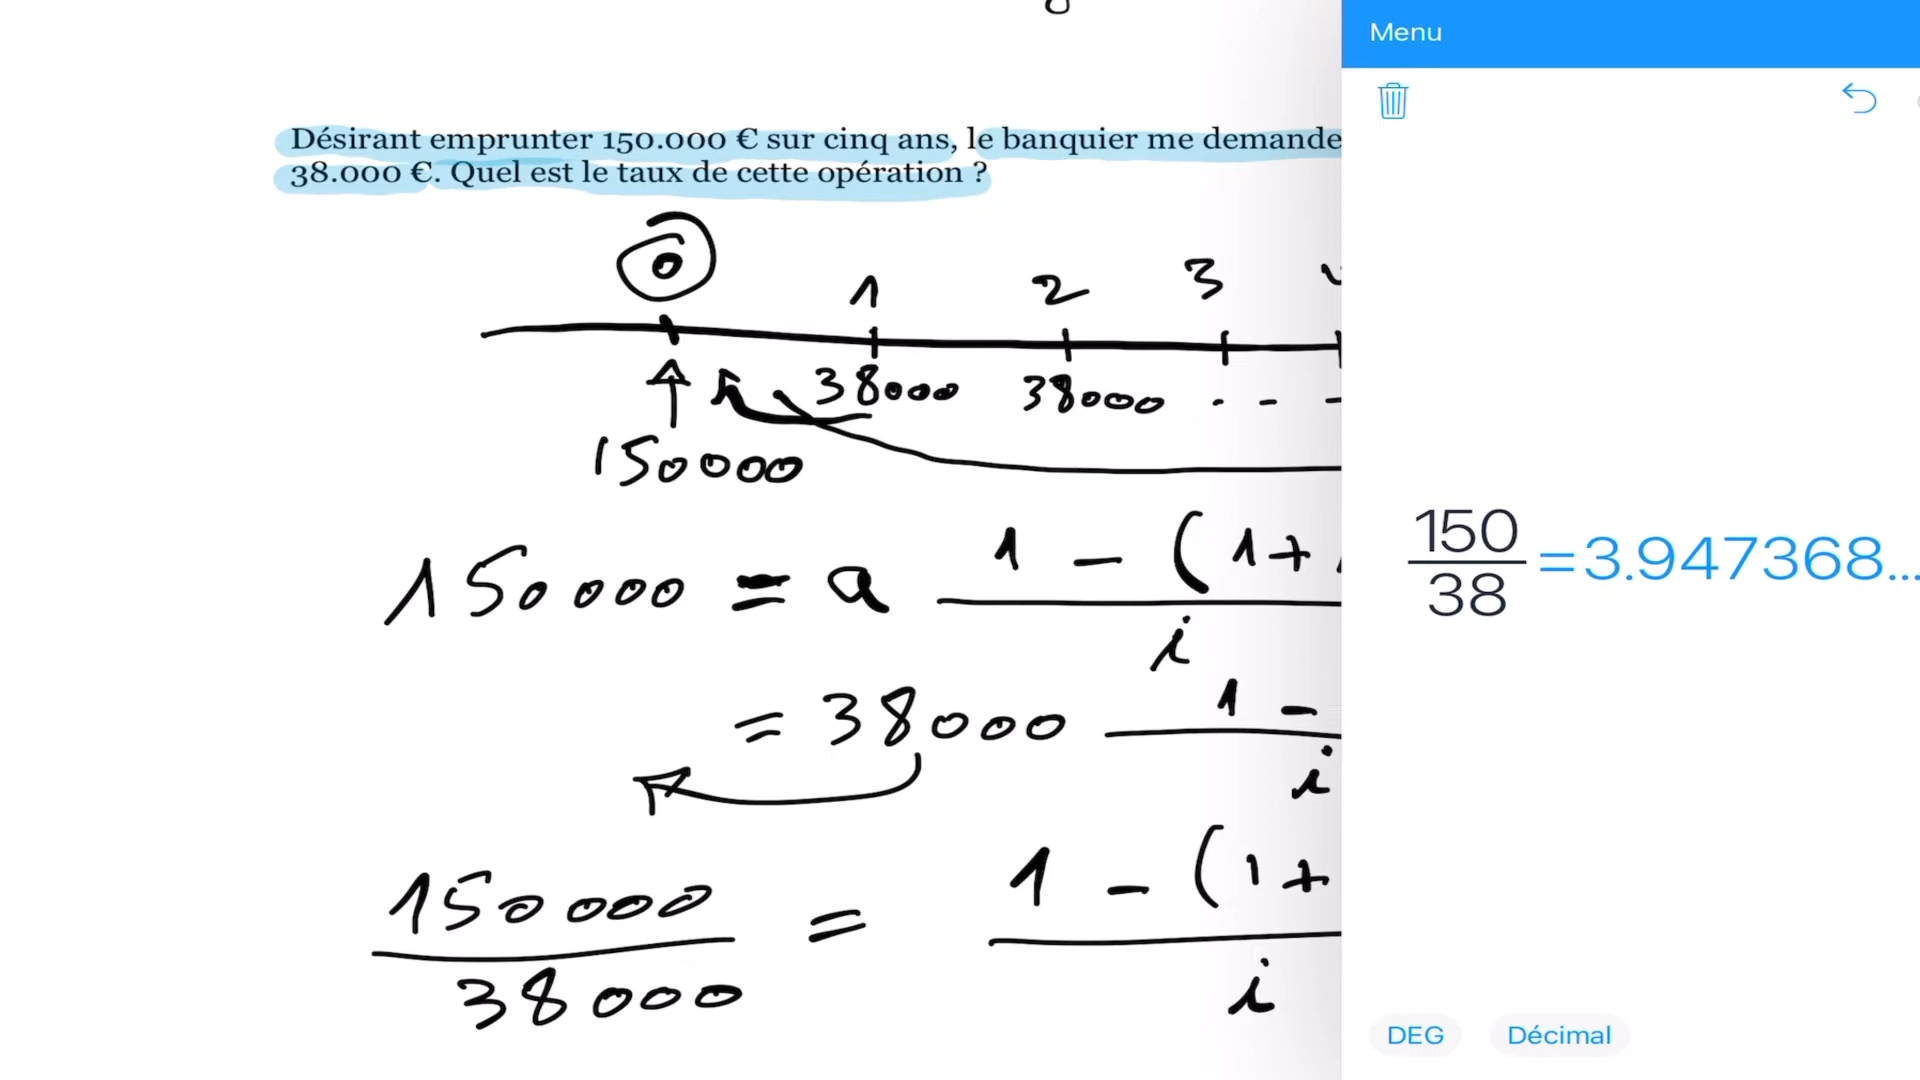 Menu
Désirant emprunter 150.000 € sur cinq ans, le banquier me demande
38.000 €. Quel est le taux de cette opération ?
0 1 2 3
38000 38000 . - -
150000
150000 = a 1 - (1+
i
= 38000 1 -
i
150000 = 1 - (1+
38000 i
150
=3.947368...
38
DEG Décimal